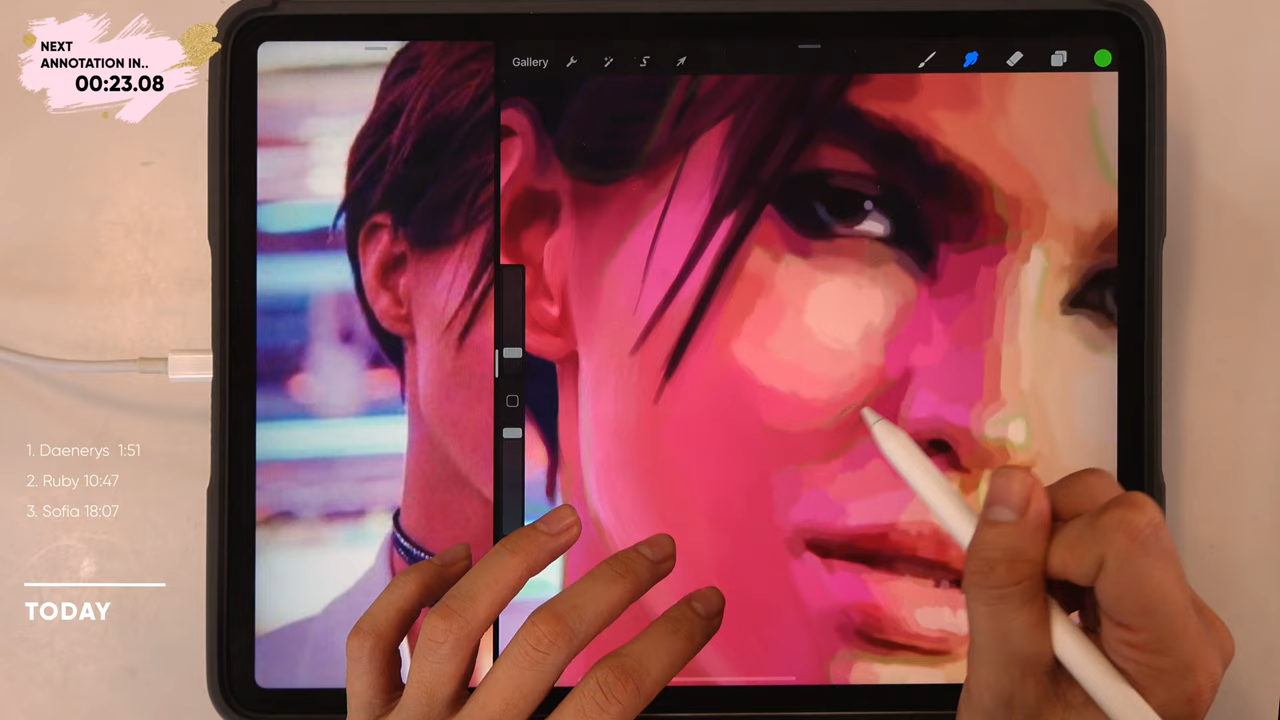 NEXT
ANNOTATION IN..
00:23.08
Gallery
1. Daenerys 1:51
2. Ruby 10:47
3. Sofia 18:07
TODAY